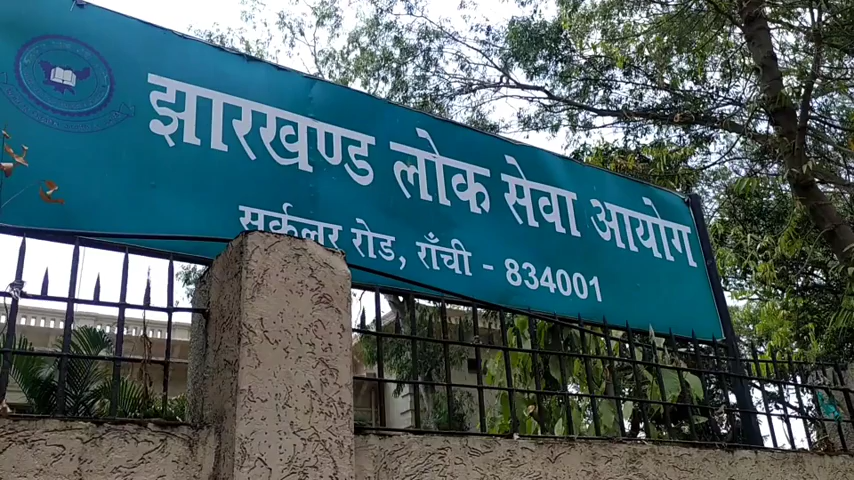 झारखण्ड लोक सेवा आयोग
सर्कुलर रोड, राँची - 834001